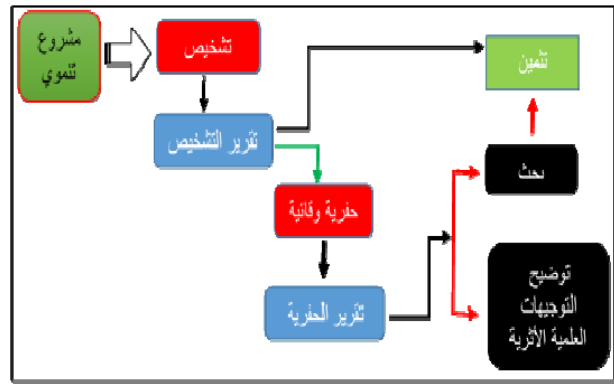 مشروع
تنموي
تشخيص
تثمين
تقرير التشخيص
بحث
حفرية وقائية
تقرير الحفرية
توضيح
التوجيهات
العلمية الأثرية